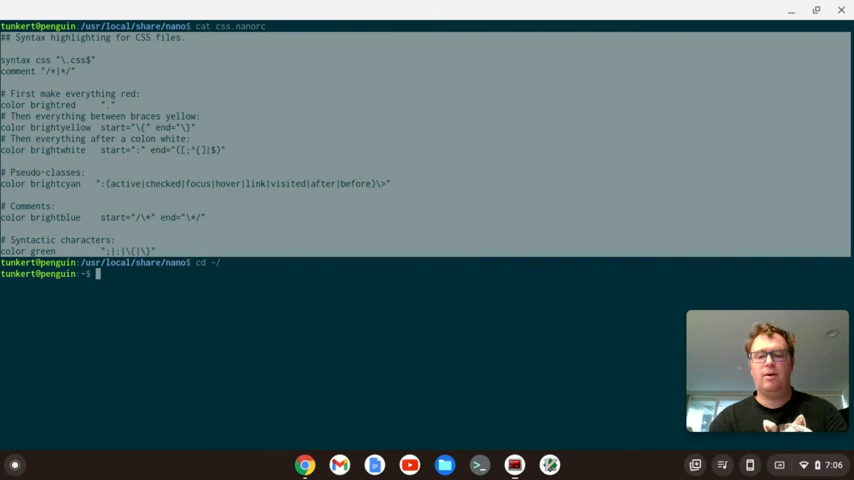 tunkert@penguin:/usr/local/share/nano$ cat css.nanorc
## Syntax highlighting for CSS files.
syntax css "\.css$"
comment "/*|*/"
# First make everything red:
color brightred "."
# Then everything between braces yellow:
color brightyellow start="\{" end="\}"
# Then everything after a colon white:
color brightwhite start=":" end="([;^{]|$)"
# Pseudo-classes:
color brightcyan ":(active|checked|focus|hover|link|visited|after|before)\>"
# Comments:
color brightblue start="/\*" end="\*/"
# Syntactic characters:
color green ";|:|\{|\}"
tunkert@penguin:/usr/local/share/nano$ cd ~/
tunkert@penguin:~$
7:06